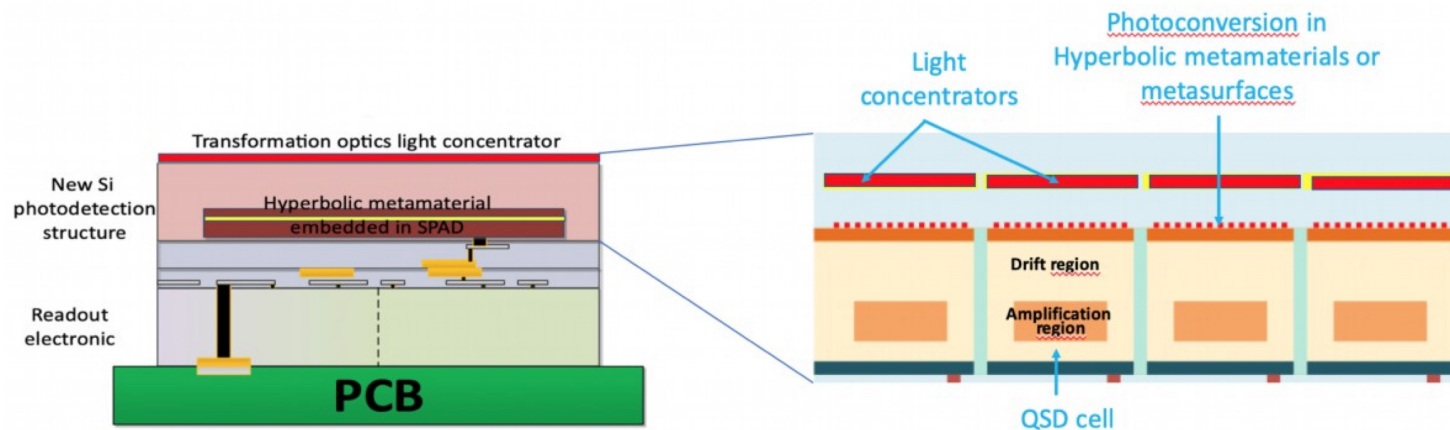 Transformation optics light concentrator
New Si
photodetection
structure
Hyperbolic metamaterial
embedded in SPAD
Readout
electronic
PCB
Light
concentrators
Photoconversion in
Hyperbolic metamaterials or
metasurfaces
Drift region
Amplification
region
QSD cell